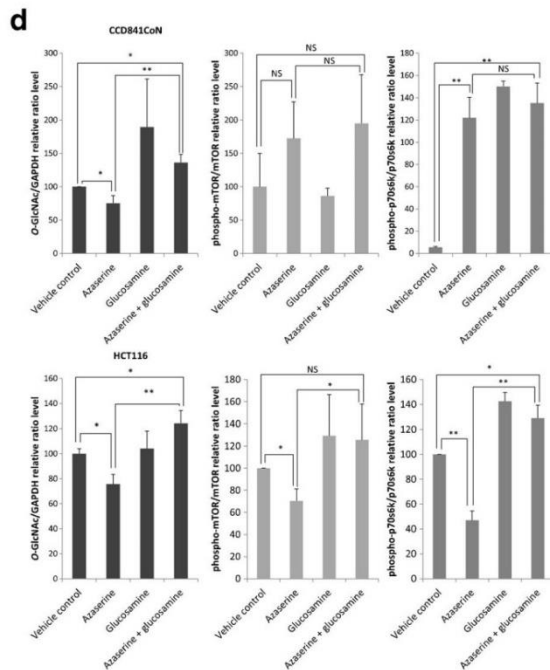 d
CCD841CoN
O-GlcNAc/GAPDH relative ratio level
300
250
200
150
100
50
0
*
**
*
Vehicle control
Azaserine
Glucosamine
Azaserine + glucosamine
phospho-mTOR/mTOR relative ratio level
300
250
200
150
100
50
0
NS
NS
NS
Vehicle control
Azaserine
Glucosamine
Azaserine + glucosamine
phospho-p70s6k/p70s6k relative ratio level
180
160
140
120
100
80
60
40
20
0
**
**
NS
Vehicle control
Azaserine
Glucosamine
Azaserine + glucosamine
HCT116
O-GlcNAc/GAPDH relative ratio level
160
140
120
100
80
60
40
20
0
*
**
*
Vehicle control
Azaserine
Glucosamine
Azaserine + glucosamine
phospho-mTOR/mTOR relative ratio level
180
160
140
120
100
80
60
40
20
0
NS
*
*
Vehicle control
Azaserine
Glucosamine
Azaserine + glucosamine
phospho-p70s6k/p70s6k relative ratio level
160
140
120
100
80
60
40
20
0
*
**
**
Vehicle control
Azaserine
Glucosamine
Azaserine + glucosamine